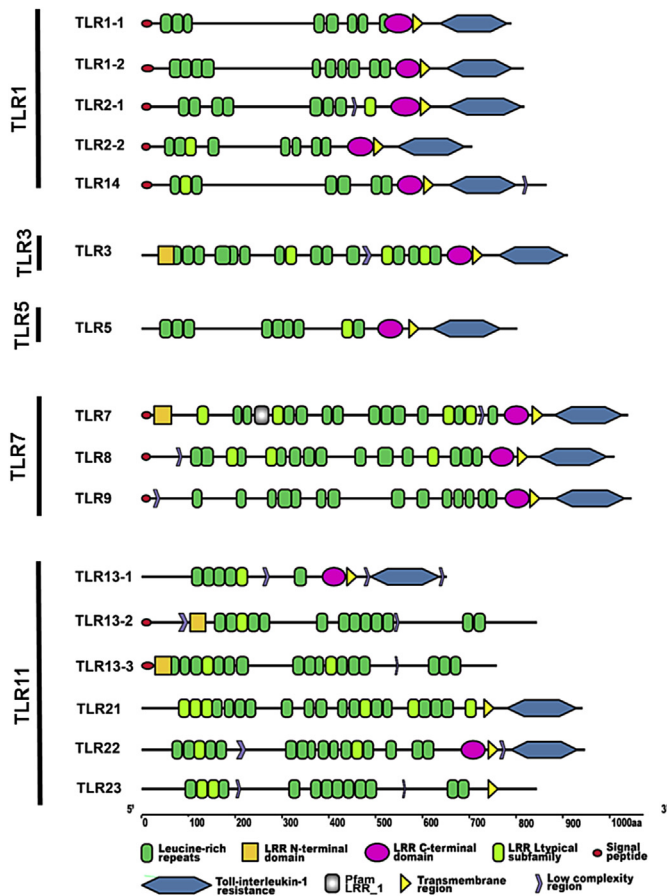 TLR1
TLR1-1
TLR1-2
TLR2-1
TLR2-2
TLR14
TLR3
TLR3
TLR5
TLR5
TLR7
TLR7
TLR8
TLR9
TLR11
TLR13-1
TLR13-2
TLR13-3
TLR21
TLR22
TLR23
5' 3'
0 100 200 300 400 500 600 700 800 900 1000aa
Leucine-rich repeats
LRR N-terminal domain
LRR C-terminal domain
LRR Ltypical subfamily
Signal peptide
Toll-interleukin-1 resistance
Pfam LRR_1
Transmembrane region
Low complexity region